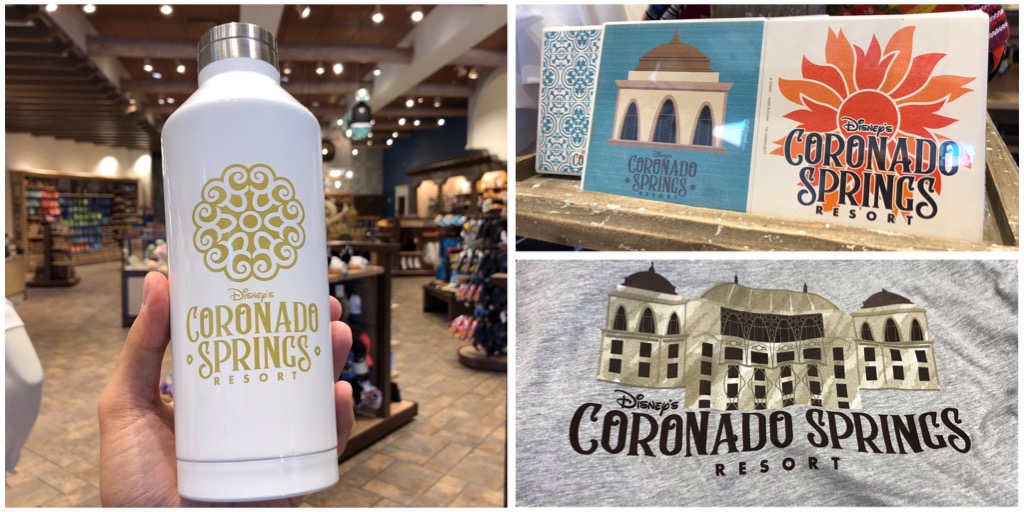 Disney's
CORONADO
SPRINGS
RESORT
CO
Disney's
CORONADO
SPRINGS
RESORT
Disney's
CORONADO
SPRINGS
RESORT
Disney's
CORONADO SPRINGS
RESORT